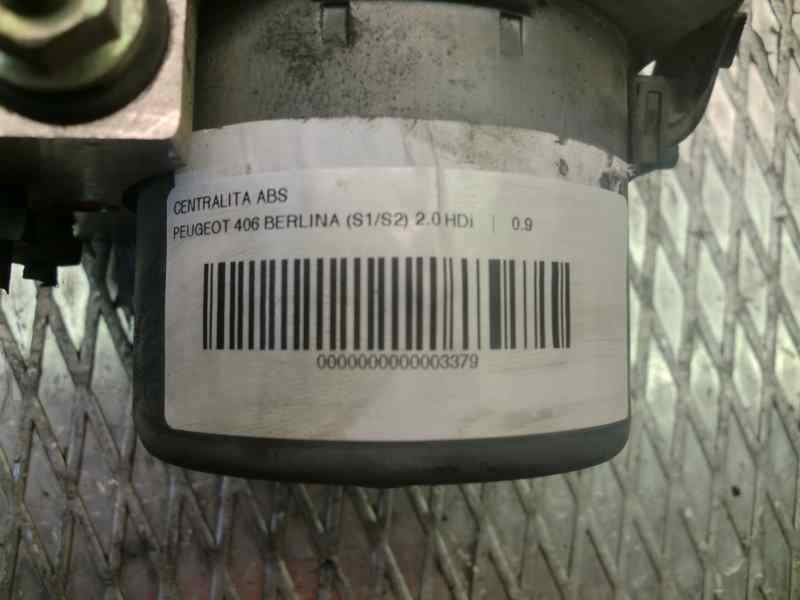 CENTRALITA ABS
PEUGEOT 406 BERLINA (S1/S2) 2.0 HDi | 0.9
0000000000003379